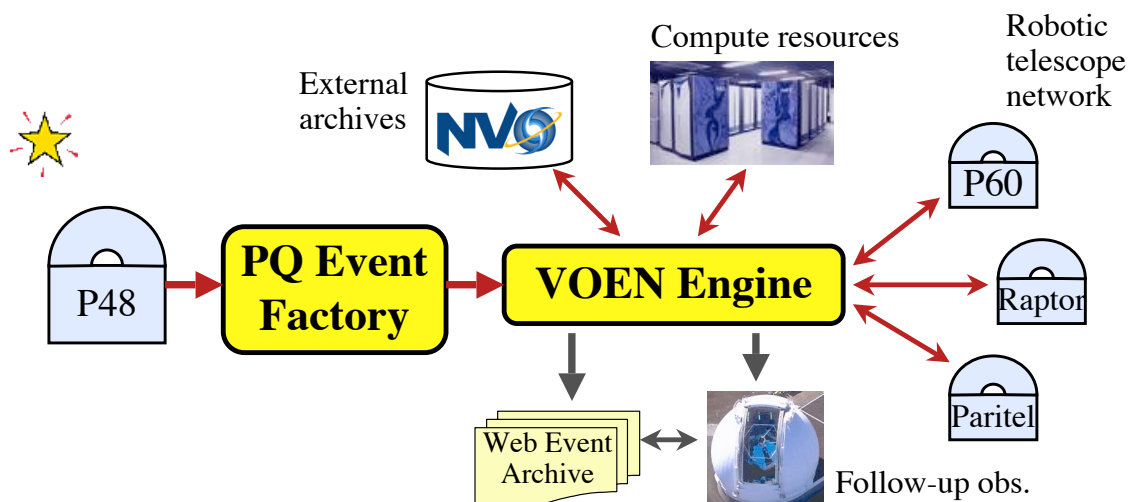 Compute resources
Robotic
telescope
network
External
archives
NVO
P60
P48
PQ Event
Factory
VOEN Engine
Raptor
Paritel
Web Event
Archive
Follow-up obs.